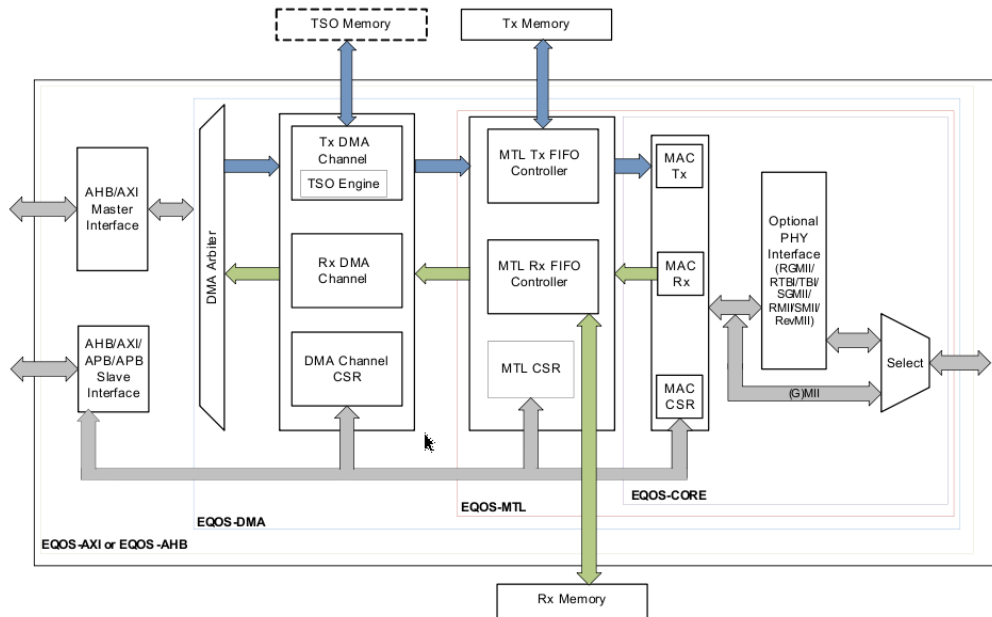 TSO Memory
Tx Memory
Tx DMA
Channel
TSO Engine
MTL Tx FIFO
Controller
MAC
Tx
AHB/AXI
Master
Interface
DMA Arbiter
Rx DMA
Channel
MTL Rx FIFO
Controller
MAC
Rx
Optional
PHY
Interface
(RGMII/
RTBI/TBI/
SGMII/
RMII/SMII/
RevMII)
AHB/AXI/
APB/APB
Slave
Interface
DMA Channel
CSR
MTL CSR
MAC
CSR
(G)MII
Select
EQOS-CORE
EQOS-MTL
EQOS-DMA
EQOS-AXI or EQOS-AHB
Rx Memory